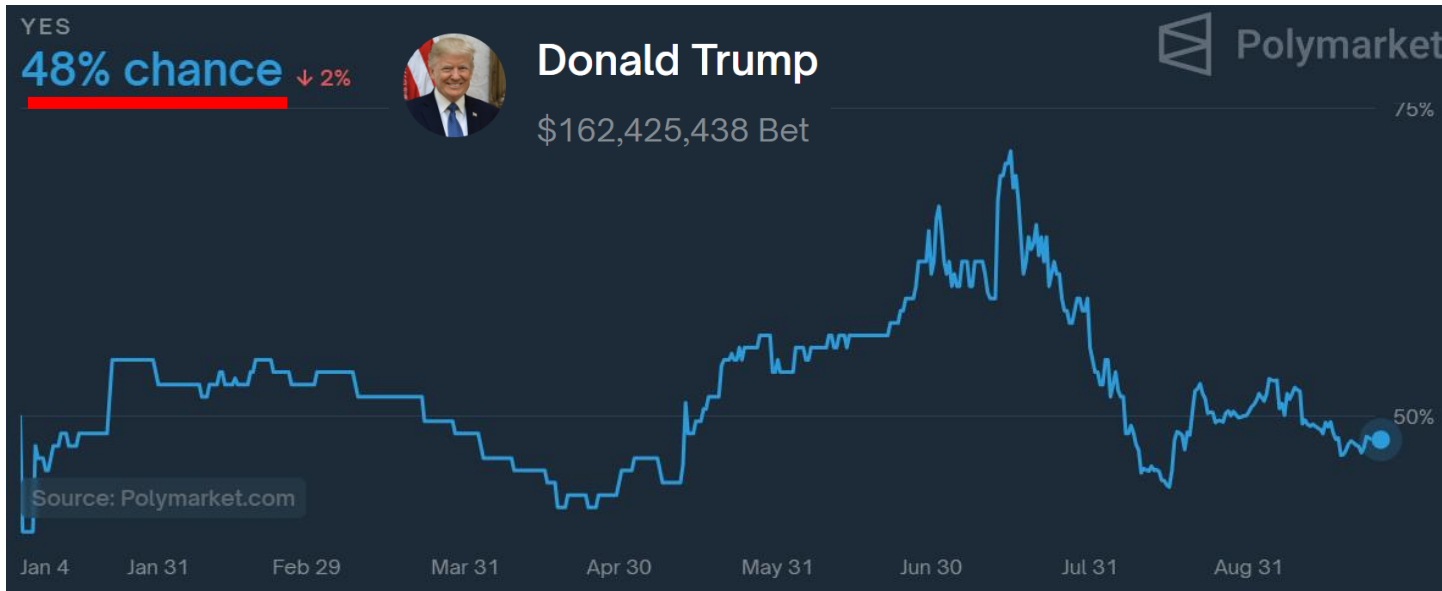 YES
48% chance ↓ 2%
Donald Trump
$162,425,438 Bet
Polymarket
75%
50%
Source: Polymarket.com
Jan 4 Jan 31 Feb 29 Mar 31 Apr 30 May 31 Jun 30 Jul 31 Aug 31